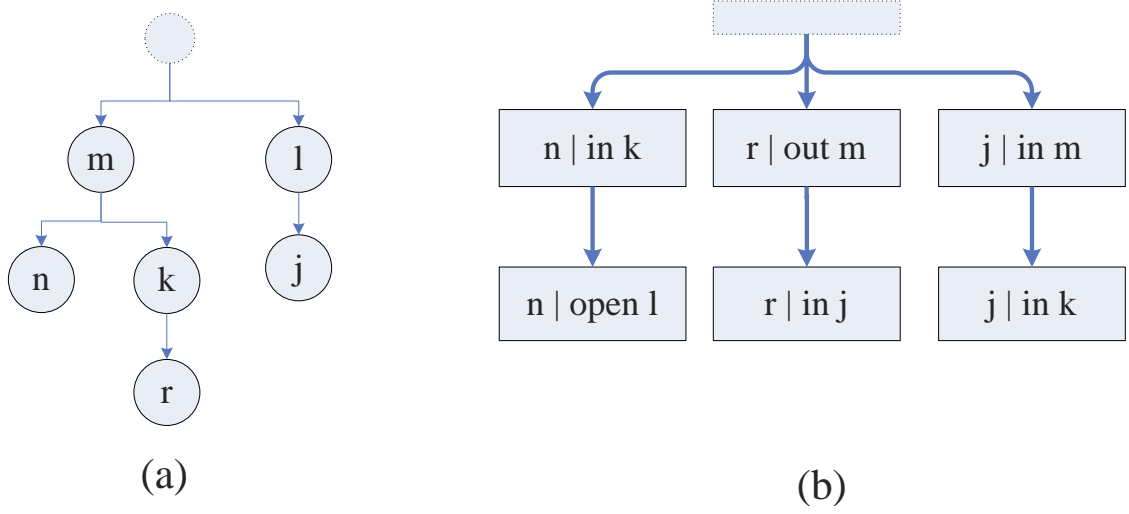 m
l
n
k
j
r
(a)
n | in k
r | out m
j | in m
n | open l
r | in j
j | in k
(b)